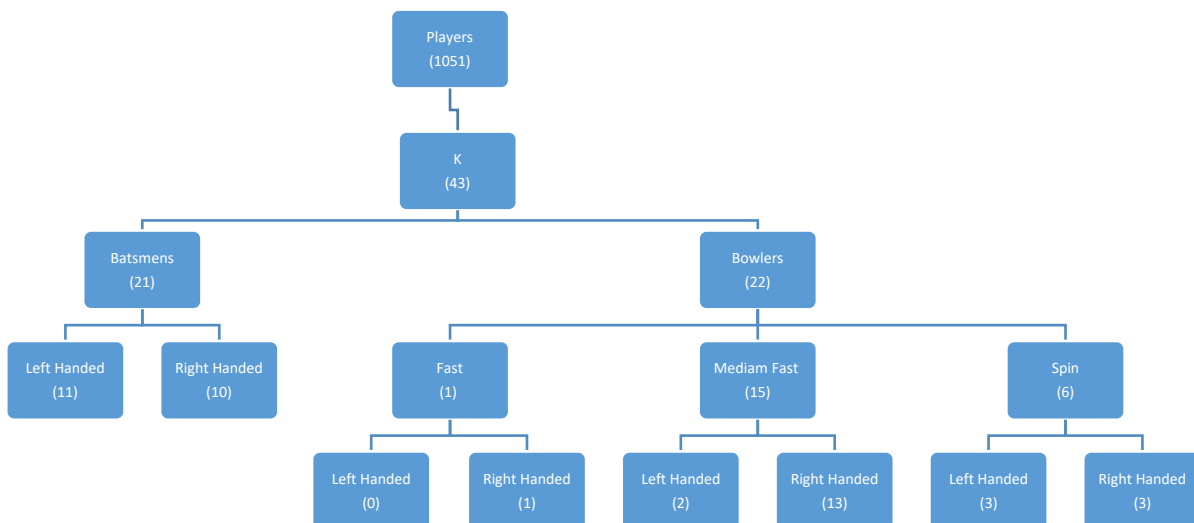 Players
(1051)
K
(43)
Batsmens
(21)
Bowlers
(22)
Left Handed
(11)
Right Handed
(10)
Fast
(1)
Mediam Fast
(15)
Spin
(6)
Left Handed
(0)
Right Handed
(1)
Left Handed
(2)
Right Handed
(13)
Left Handed
(3)
Right Handed
(3)